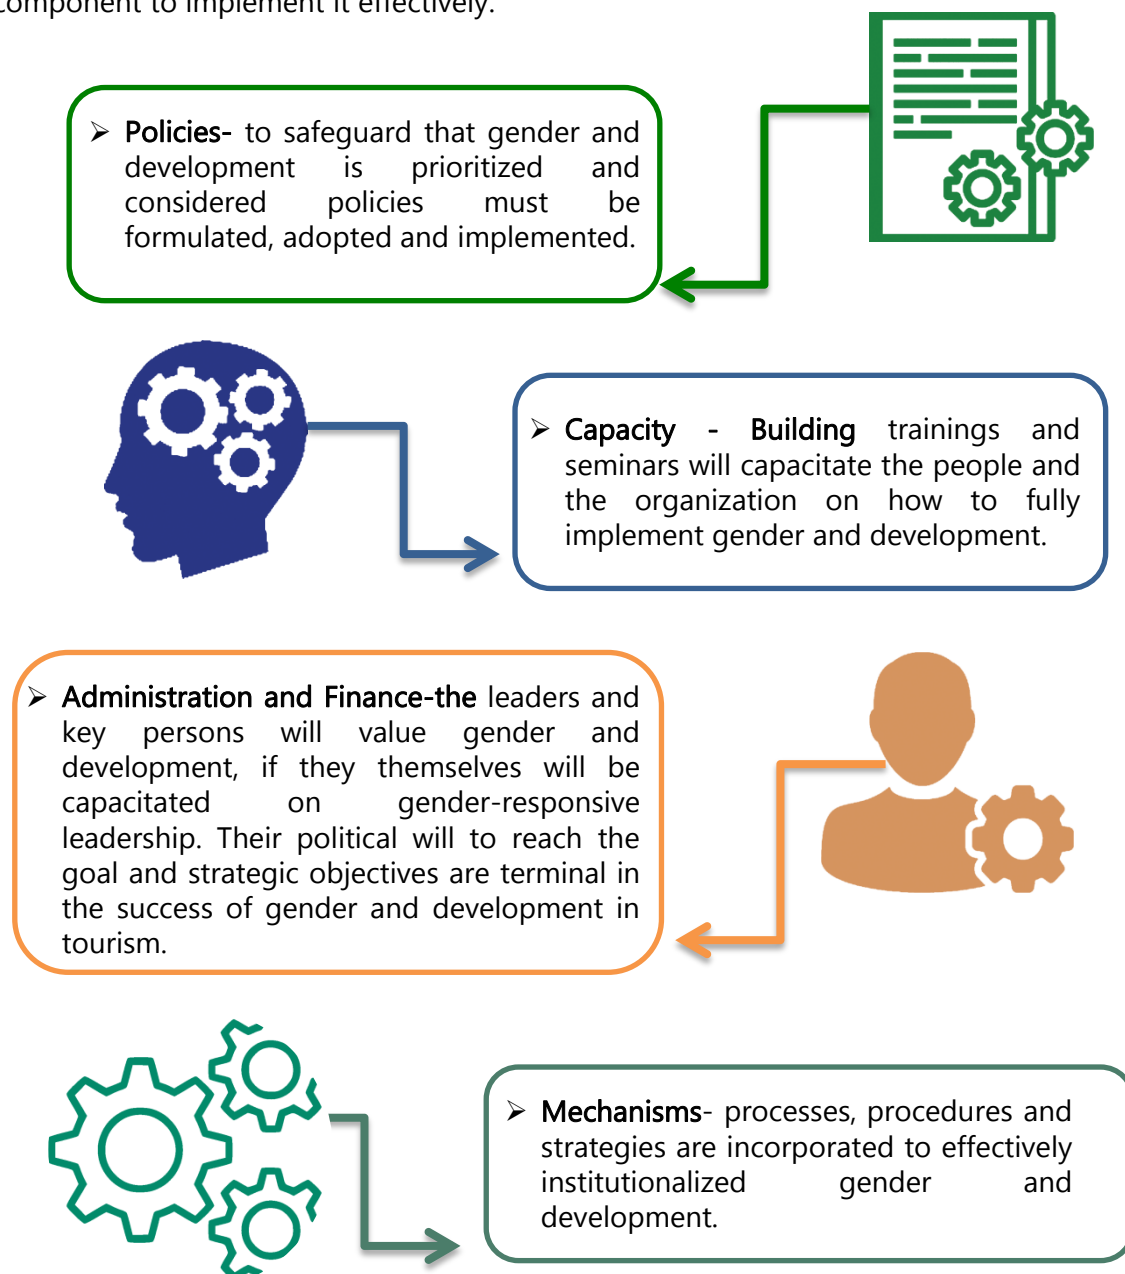 component to implement it effectively.
➢ Policies- to safeguard that gender and
development is prioritized and
considered policies must be
formulated, adopted and implemented.
➢ Capacity - Building trainings and
seminars will capacitate the people and
the organization on how to fully
implement gender and development.
➢ Administration and Finance-the leaders and
key persons will value gender and
development, if they themselves will be
capacitated on gender-responsive
leadership. Their political will to reach the
goal and strategic objectives are terminal in
the success of gender and development in
tourism.
➢ Mechanisms- processes, procedures and
strategies are incorporated to effectively
institutionalized gender and
development.